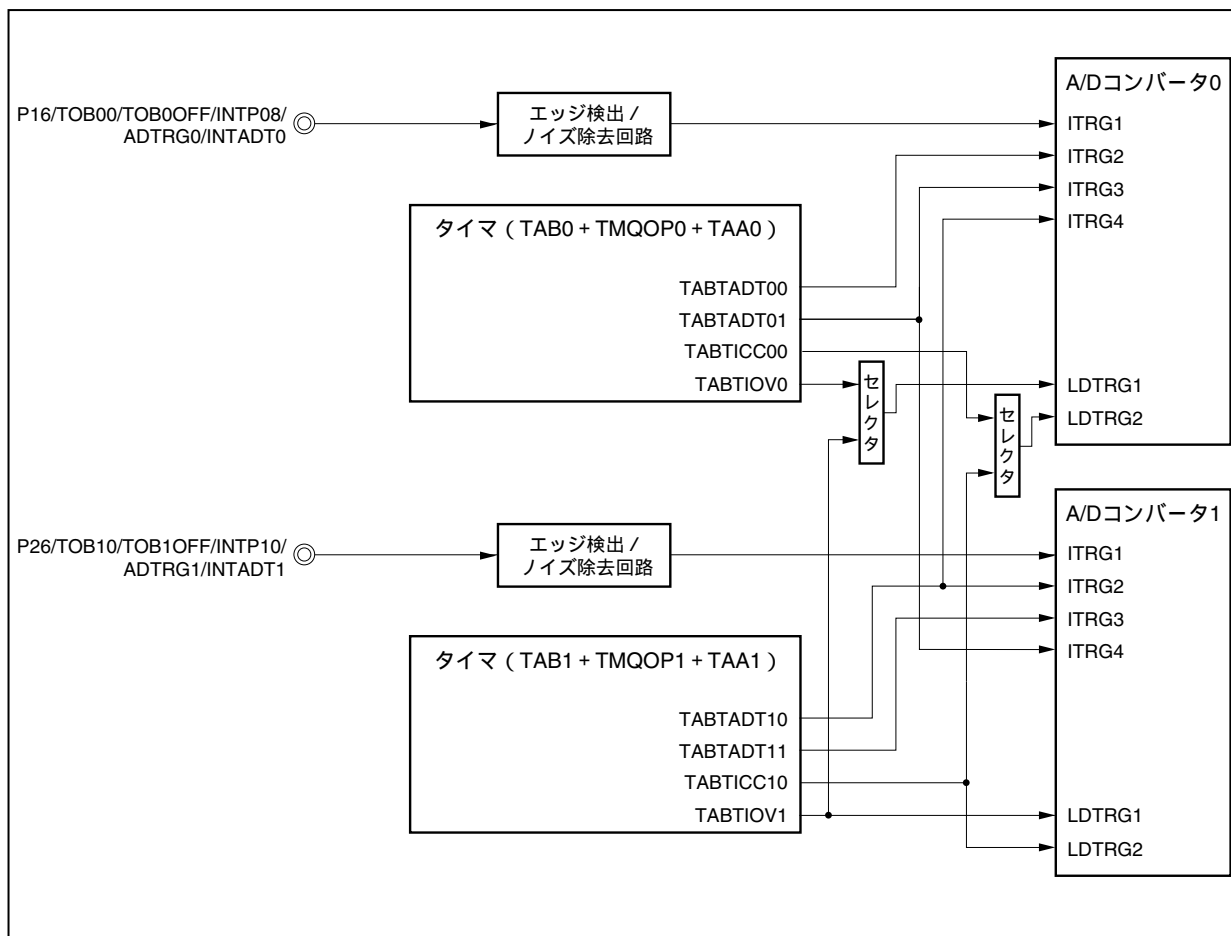 P16/TOB00/TOB0OFF/INTP08/
ADTRG0/INTADT0
エッジ検出 /
ノイズ除去回路
A/Dコンバータ0
ITRG1
ITRG2
ITRG3
ITRG4
LDTRG1
LDTRG2
タイマ（TAB0 + TMQOP0 + TAA0）
TABTADT00
TABTADT01
TABTICC00
TABTIOV0
セレクタ
セレクタ
P26/TOB10/TOB1OFF/INTP10/
ADTRG1/INTADT1
エッジ検出 /
ノイズ除去回路
A/Dコンバータ1
ITRG1
ITRG2
ITRG3
ITRG4
LDTRG1
LDTRG2
タイマ（TAB1 + TMQOP1 + TAA1）
TABTADT10
TABTADT11
TABTICC10
TABTIOV1